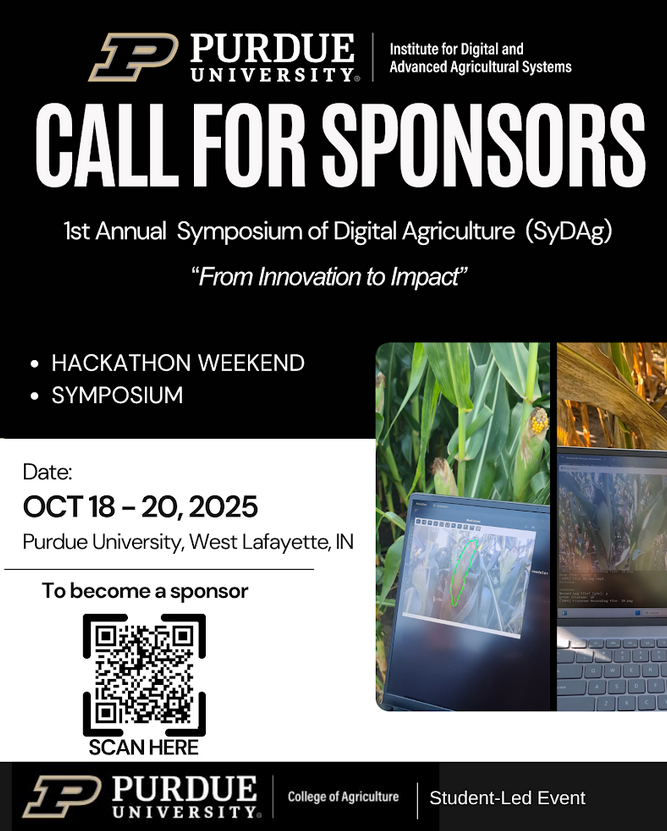 PURDUE
UNIVERSITY®
Institute for Digital and
Advanced Agricultural Systems
CALL FOR SPONSORS
1st Annual Symposium of Digital Agriculture (SyDAg)
“From Innovation to Impact”
• HACKATHON WEEKEND
• SYMPOSIUM
Date:
OCT 18 – 20, 2025
Purdue University, West Lafayette, IN
To become a sponsor
SCAN HERE
PURDUE
UNIVERSITY®
College of Agriculture
Student-Led Event